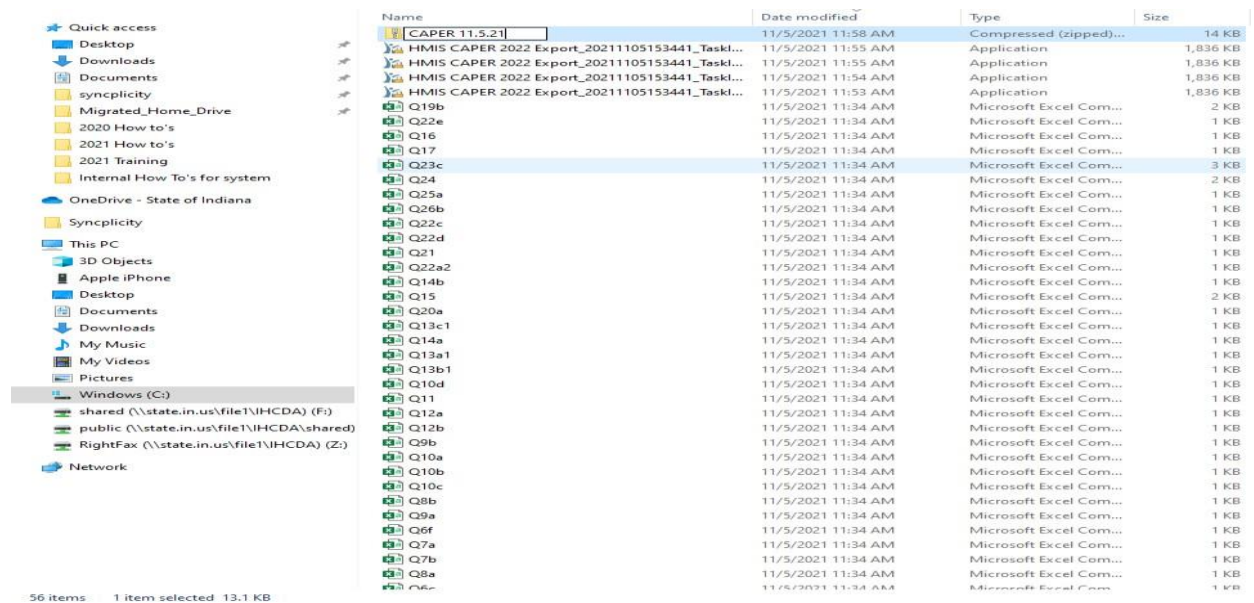 Quick access
Desktop
Downloads
Documents
syncplicity
Migrated_Home_Drive
2020 How to's
2021 How to's
2021 Training
Internal How To's for system
OneDrive - State of Indiana
Syncplicity
This PC
3D Objects
Apple iPhone
Desktop
Documents
Downloads
My Music
My Videos
Pictures
Windows (C:)
shared (\\state.in.us\file1\IHCDA) (F:)
public (\\state.in.us\file1\IHCDA\shared)
RightFax (\\state.in.us\file1\IHCDA) (Z:)
Network
Name Date modified Type Size
CAPER 11.5.21 11/5/2021 11:58 AM Compressed (zipped)... 14 KB
HMIS CAPER 2022 Export_20211105153441_TaskI... 11/5/2021 11:55 AM Application 1,836 KB
HMIS CAPER 2022 Export_20211105153441_TaskI... 11/5/2021 11:55 AM Application 1,836 KB
HMIS CAPER 2022 Export_20211105153441_TaskI... 11/5/2021 11:54 AM Application 1,836 KB
HMIS CAPER 2022 Export_20211105153441_TaskI... 11/5/2021 11:53 AM Application 1,836 KB
Q19b 11/5/2021 11:34 AM Microsoft Excel Com... 2 KB
Q22e 11/5/2021 11:34 AM Microsoft Excel Com... 1 KB
Q16 11/5/2021 11:34 AM Microsoft Excel Com... 1 KB
Q17 11/5/2021 11:34 AM Microsoft Excel Com... 1 KB
Q23c 11/5/2021 11:34 AM Microsoft Excel Com... 3 KB
Q24 11/5/2021 11:34 AM Microsoft Excel Com... 2 KB
Q25a 11/5/2021 11:34 AM Microsoft Excel Com... 1 KB
Q26b 11/5/2021 11:34 AM Microsoft Excel Com... 1 KB
Q22c 11/5/2021 11:34 AM Microsoft Excel Com... 1 KB
Q22d 11/5/2021 11:34 AM Microsoft Excel Com... 1 KB
Q21 11/5/2021 11:34 AM Microsoft Excel Com... 1 KB
Q22a2 11/5/2021 11:34 AM Microsoft Excel Com... 1 KB
Q14b 11/5/2021 11:34 AM Microsoft Excel Com... 1 KB
Q15 11/5/2021 11:34 AM Microsoft Excel Com... 2 KB
Q20a 11/5/2021 11:34 AM Microsoft Excel Com... 1 KB
Q13c1 11/5/2021 11:34 AM Microsoft Excel Com... 1 KB
Q14a 11/5/2021 11:34 AM Microsoft Excel Com... 1 KB
Q13a1 11/5/2021 11:34 AM Microsoft Excel Com... 1 KB
Q13b1 11/5/2021 11:34 AM Microsoft Excel Com... 1 KB
Q10d 11/5/2021 11:34 AM Microsoft Excel Com... 1 KB
Q11 11/5/2021 11:34 AM Microsoft Excel Com... 1 KB
Q12a 11/5/2021 11:34 AM Microsoft Excel Com... 1 KB
Q12b 11/5/2021 11:34 AM Microsoft Excel Com... 1 KB
Q9b 11/5/2021 11:34 AM Microsoft Excel Com... 1 KB
Q10a 11/5/2021 11:34 AM Microsoft Excel Com... 1 KB
Q10b 11/5/2021 11:34 AM Microsoft Excel Com... 1 KB
Q10c 11/5/2021 11:34 AM Microsoft Excel Com... 1 KB
Q8b 11/5/2021 11:34 AM Microsoft Excel Com... 1 KB
Q9a 11/5/2021 11:34 AM Microsoft Excel Com... 1 KB
Q6f 11/5/2021 11:34 AM Microsoft Excel Com... 1 KB
Q7a 11/5/2021 11:34 AM Microsoft Excel Com... 1 KB
Q7b 11/5/2021 11:34 AM Microsoft Excel Com... 1 KB
Q8a 11/5/2021 11:34 AM Microsoft Excel Com... 1 KB
11/5/2021 11:34 AM Microsoft Excel Com... 1 KB
56 items 1 item selected 13.1 KB